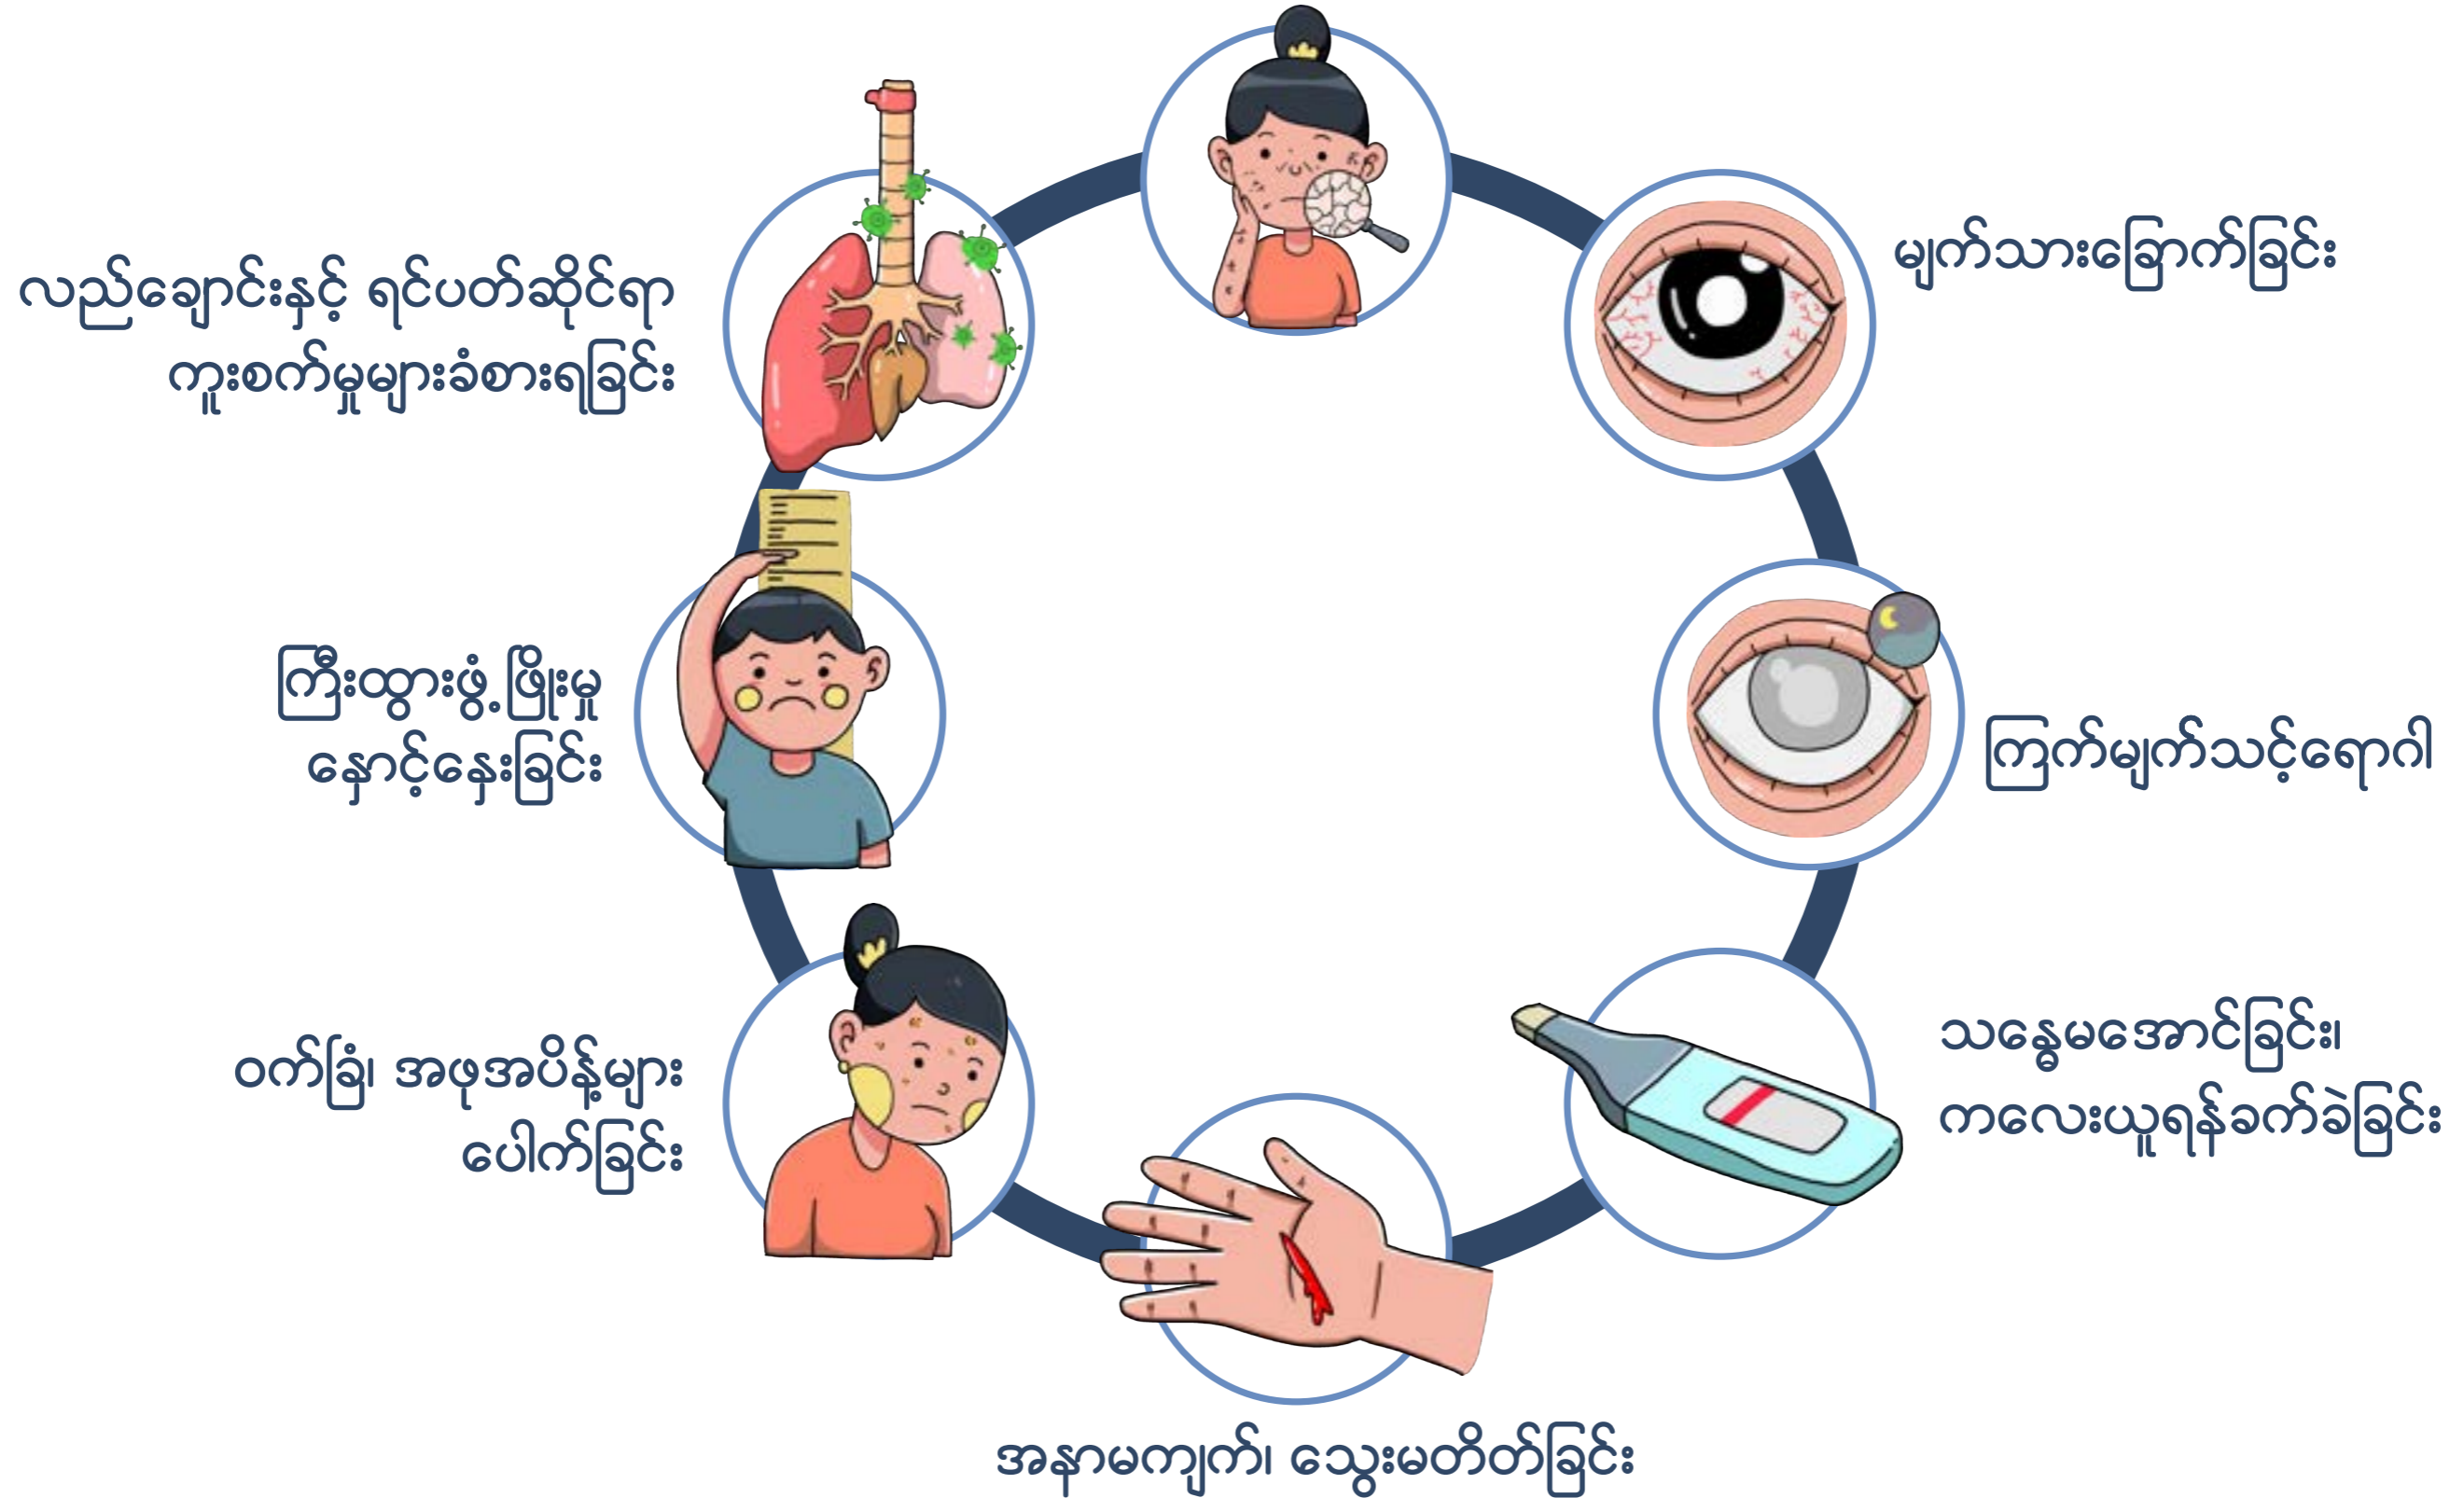 မျက်သားခြောက်ခြင်း
ကြက်မျက်သင့်ရောဂါ
သန္ဓေမအောင်ခြင်း၊
ကလေးယူရန်ခက်ခဲခြင်း
အနာမကျက်၊ သွေးမတိတ်ခြင်း
ဝက်ခြံ၊ အဖုအပိန့်များ
ပေါက်ခြင်း
ကြီးထွားဖွံ့ဖြိုးမှု
နှောင့်နှေးခြင်း
လည်ချောင်းနှင့် ရင်ပတ်ဆိုင်ရာ
ကူးစက်မှုများခံစားရခြင်း